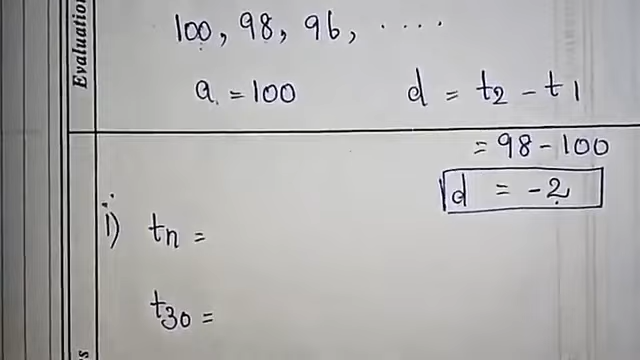 Evaluation
100, 98, 96, ....
a = 100
d = t2 - t1
= 98 - 100
d = -2
i) tn =
t30 =